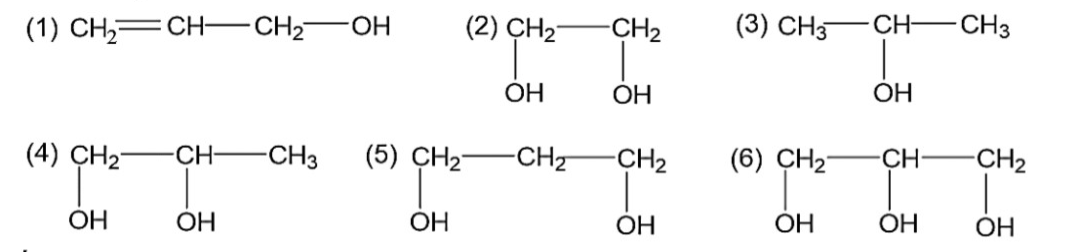 (1) CH₂=CH—CH₂—OH (2) CH₂—CH₂ (3) CH₃—CH—CH₃
OH OH OH
(4) CH₂—CH—CH₃ (5) CH₂—CH₂—CH₂ (6) CH₂—CH—CH₂
OH OH OH OH OH OH OH